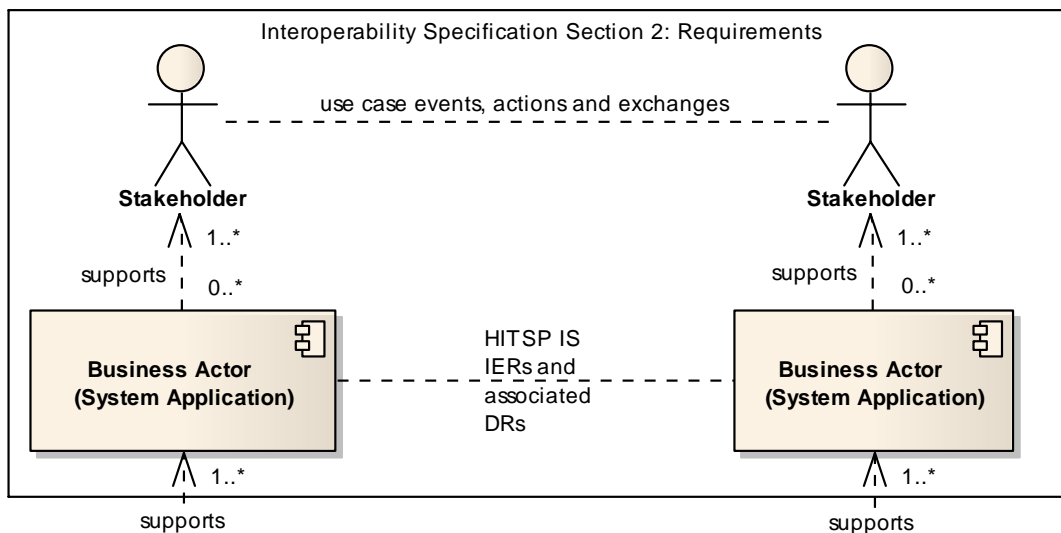 Interoperability Specification Section 2: Requirements
use case events, actions and exchanges
Stakeholder
Stakeholder
1..*
1..*
supports
supports
0..*
0..*
Business Actor
(System Application)
HITSP IS
IERs and
associated
DRs
Business Actor
(System Application)
1..*
1..*
supports
supports